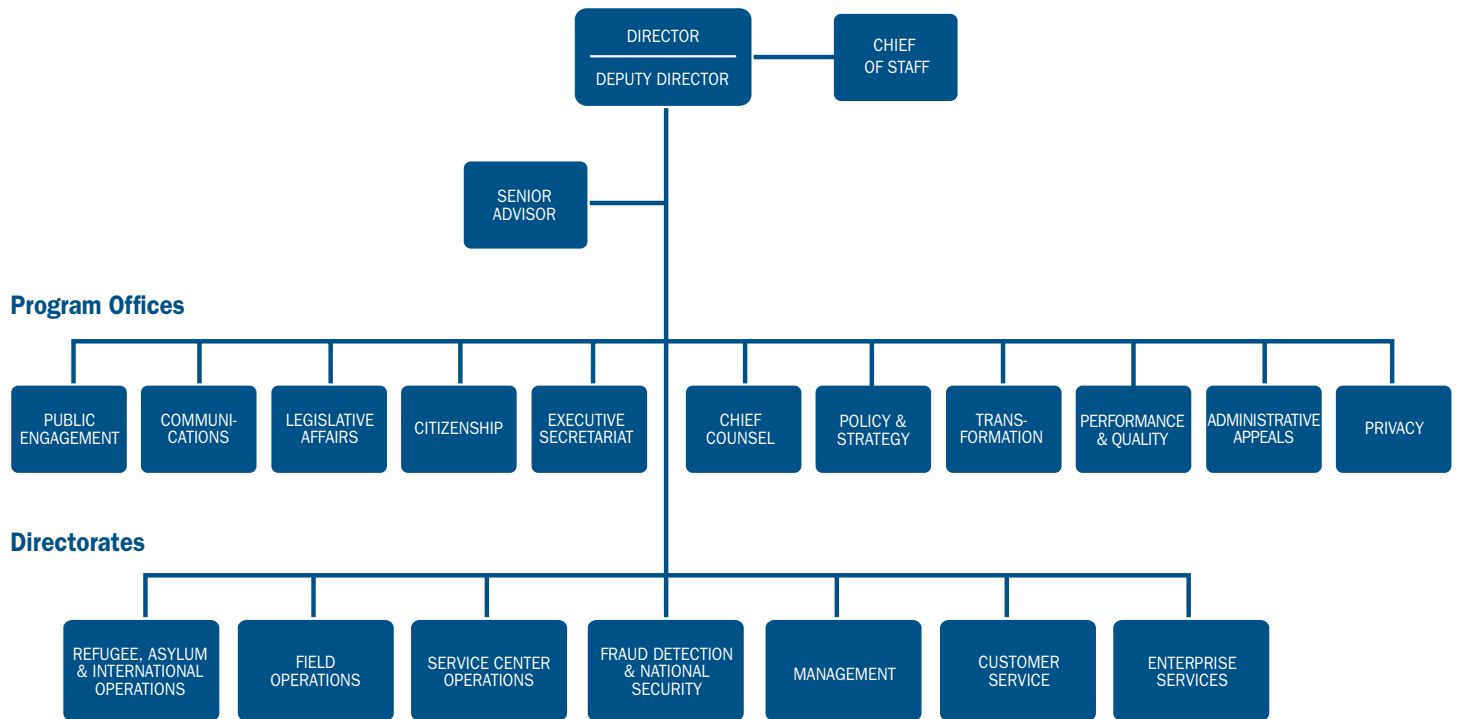 DIRECTOR
DEPUTY DIRECTOR
CHIEF
OF STAFF
SENIOR
ADVISOR
Program Offices
PUBLIC
ENGAGEMENT
COMMUNI-
CATIONS
LEGISLATIVE
AFFAIRS
CITIZENSHIP
EXECUTIVE
SECRETARIAT
CHIEF
COUNSEL
POLICY &
STRATEGY
TRANS-
FORMATION
PERFORMANCE
& QUALITY
ADMINISTRATIVE
APPEALS
PRIVACY
Directorates
REFUGEE, ASYLUM
& INTERNATIONAL
OPERATIONS
FIELD
OPERATIONS
SERVICE CENTER
OPERATIONS
FRAUD DETECTION
& NATIONAL
SECURITY
MANAGEMENT
CUSTOMER
SERVICE
ENTERPRISE
SERVICES